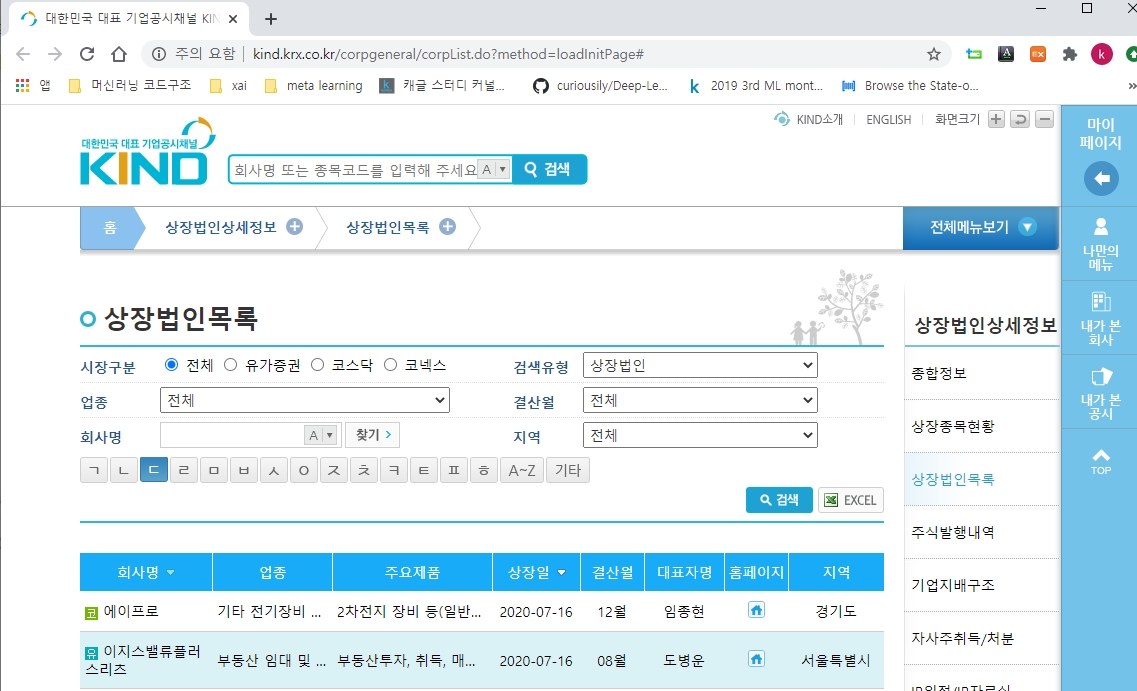 대한민국 대표 기업공시채널 KIN
주의 요함 kind.krx.co.kr/corpgeneral/corpList.do?method=loadInitPage#
앱 머신러닝 코드구조 xai meta learning 캐글 스터디 커널... curiousily/Deep-Le... 2019 3rd ML mont... Browse the State-o... »
KIND소개 ENGLISH 화면크기
대한민국 대표 기업공시채널
KIND
회사명 또는 종목코드를 입력해 주세요 A 검색
홈 상장법인상세정보 상장법인목록 전체메뉴보기
마이
페이지
나만의
메뉴
내가 본
회사
내가 본
공시
TOP
상장법인목록
시장구분 전체 유가증권 코스닥 코넥스 검색유형 상장법인
업종 전체 결산월 전체
회사명 A 찾기 지역 전체
ㄱ ㄴ ㄷ ㄹ ㅁ ㅂ ㅅ ㅇ ㅈ ㅊ ㅋ ㅌ ㅍ ㅎ A~Z 기타
검색 EXCEL
회사명 업종 주요제품 상장일 결산월 대표자명 홈페이지 지역
코 에이프로 기타 전기장비 ... 2차전지 장비 등(일반... 2020-07-16 12월 임종현 경기도
유 이지스밸류플러
스리츠 부동산 임대 및 ... 부동산투자, 취득, 매... 2020-07-16 08월 도병운 서울특별시
상장법인상세정보
종합정보
상장종목현황
상장법인목록
주식발행내역
기업지배구조
자사주취득/처분